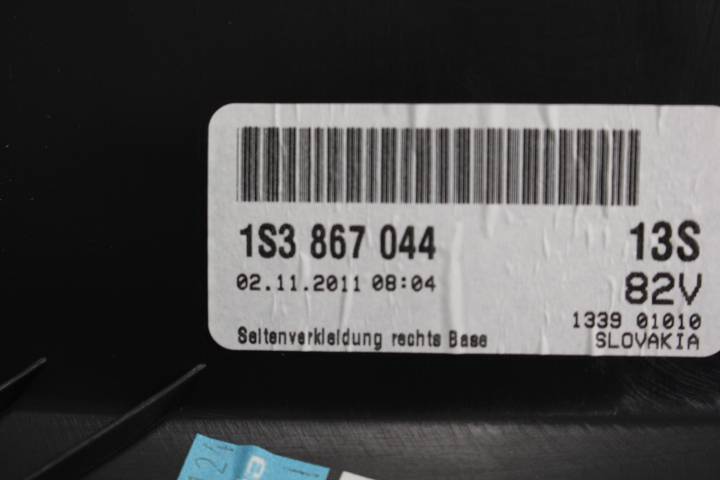 1S3 867 044 13S
02.11.2011 08:04 82V
1339 01010
Seitenverkleidung rechts Base SLOVAKIA